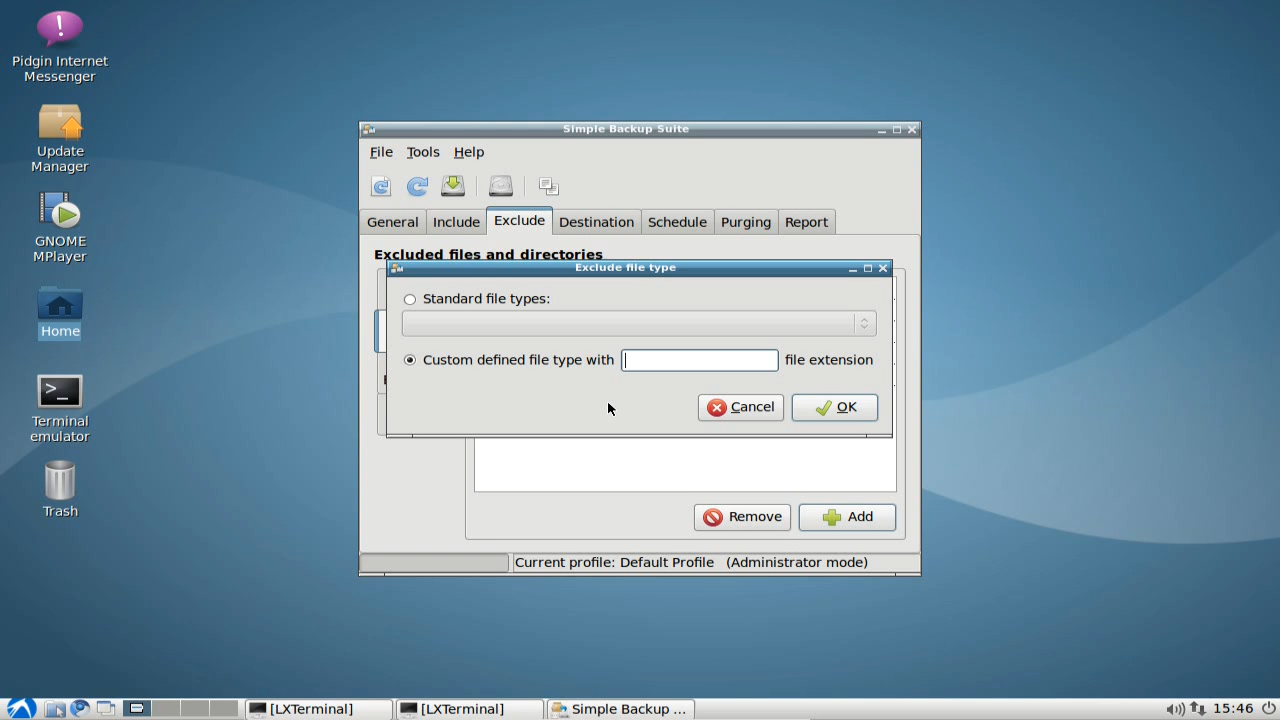 Pidgin Internet
Messenger
Update
Manager
GNOME
MPlayer
Home
Terminal
emulator
Trash
Simple Backup Suite
File Tools Help
General Include Exclude Destination Schedule Purging Report
Excluded files and directories
Exclude file type
Standard file types:
Custom defined file type with file extension
Cancel OK
Remove Add
Current profile: Default Profile (Administrator mode)
[LXTerminal] [LXTerminal] Simple Backup ... 15:46